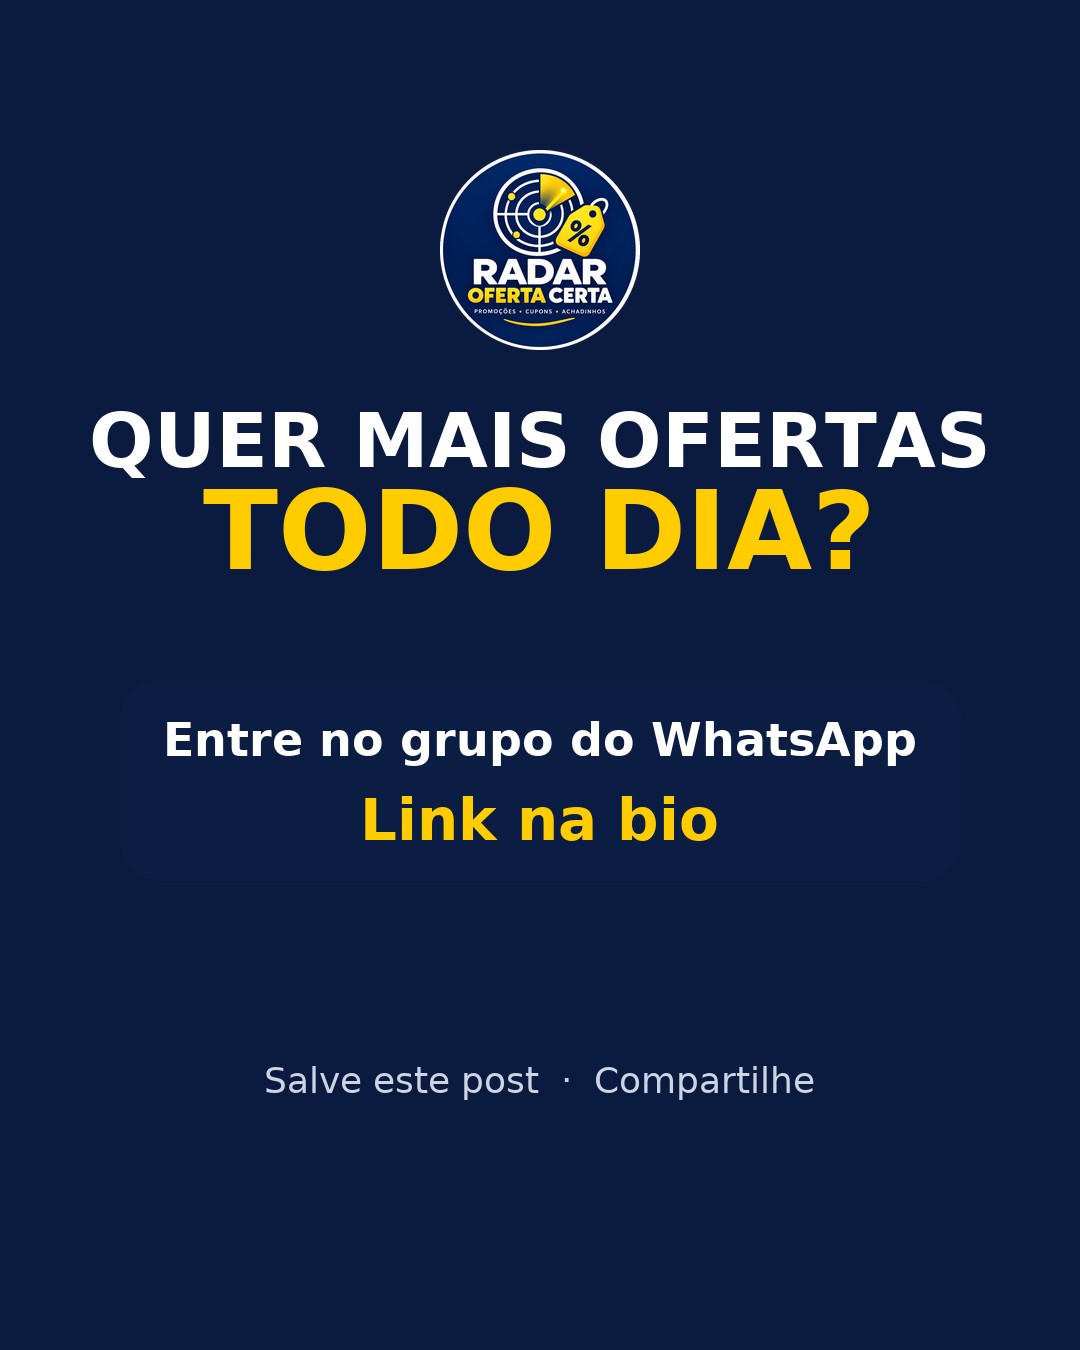 %
RADAR
OFERTA CERTA
PROMOÇÕES • CUPONS • ACHADINHOS
QUER MAIS OFERTAS
TODO DIA?
Entre no grupo do WhatsApp
Link na bio
Salve este post · Compartilhe